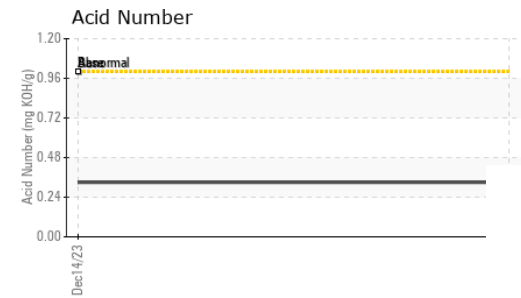 Acid Number
Acid Number (mg KOH/g)
1.20
Abnormal
0.96
0.72
0.48
0.24
0.00
Dec14/23